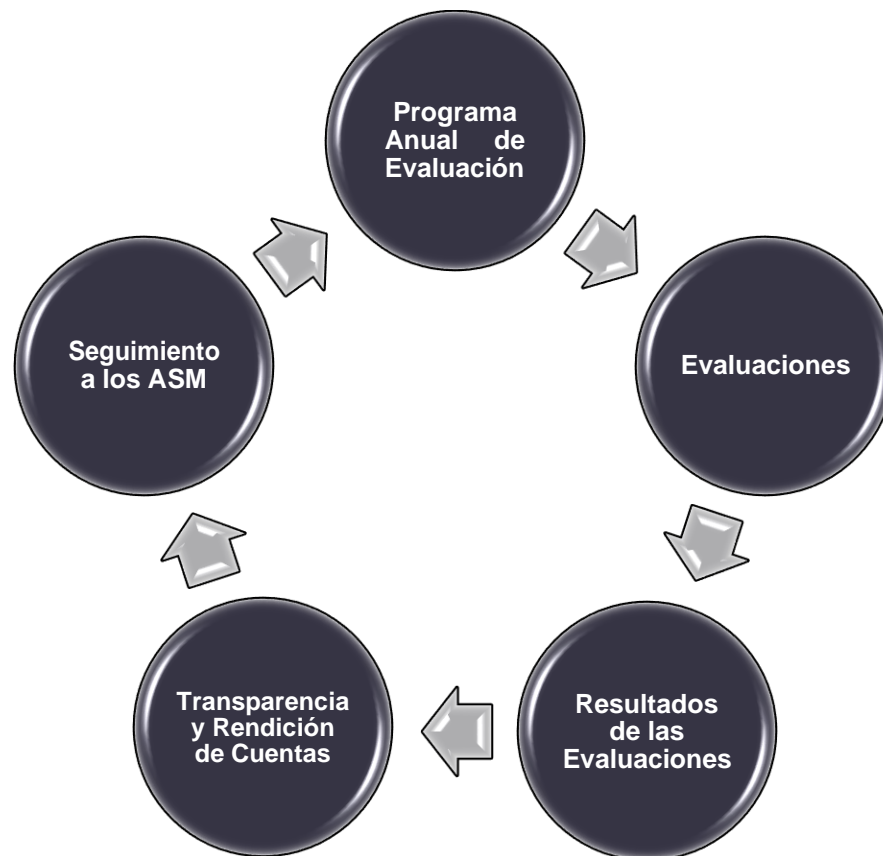 Programa
Anual de
Evaluación
Evaluaciones
Resultados
de las
Evaluaciones
Transparencia
y Rendición
de Cuentas
Seguimiento
a los ASM